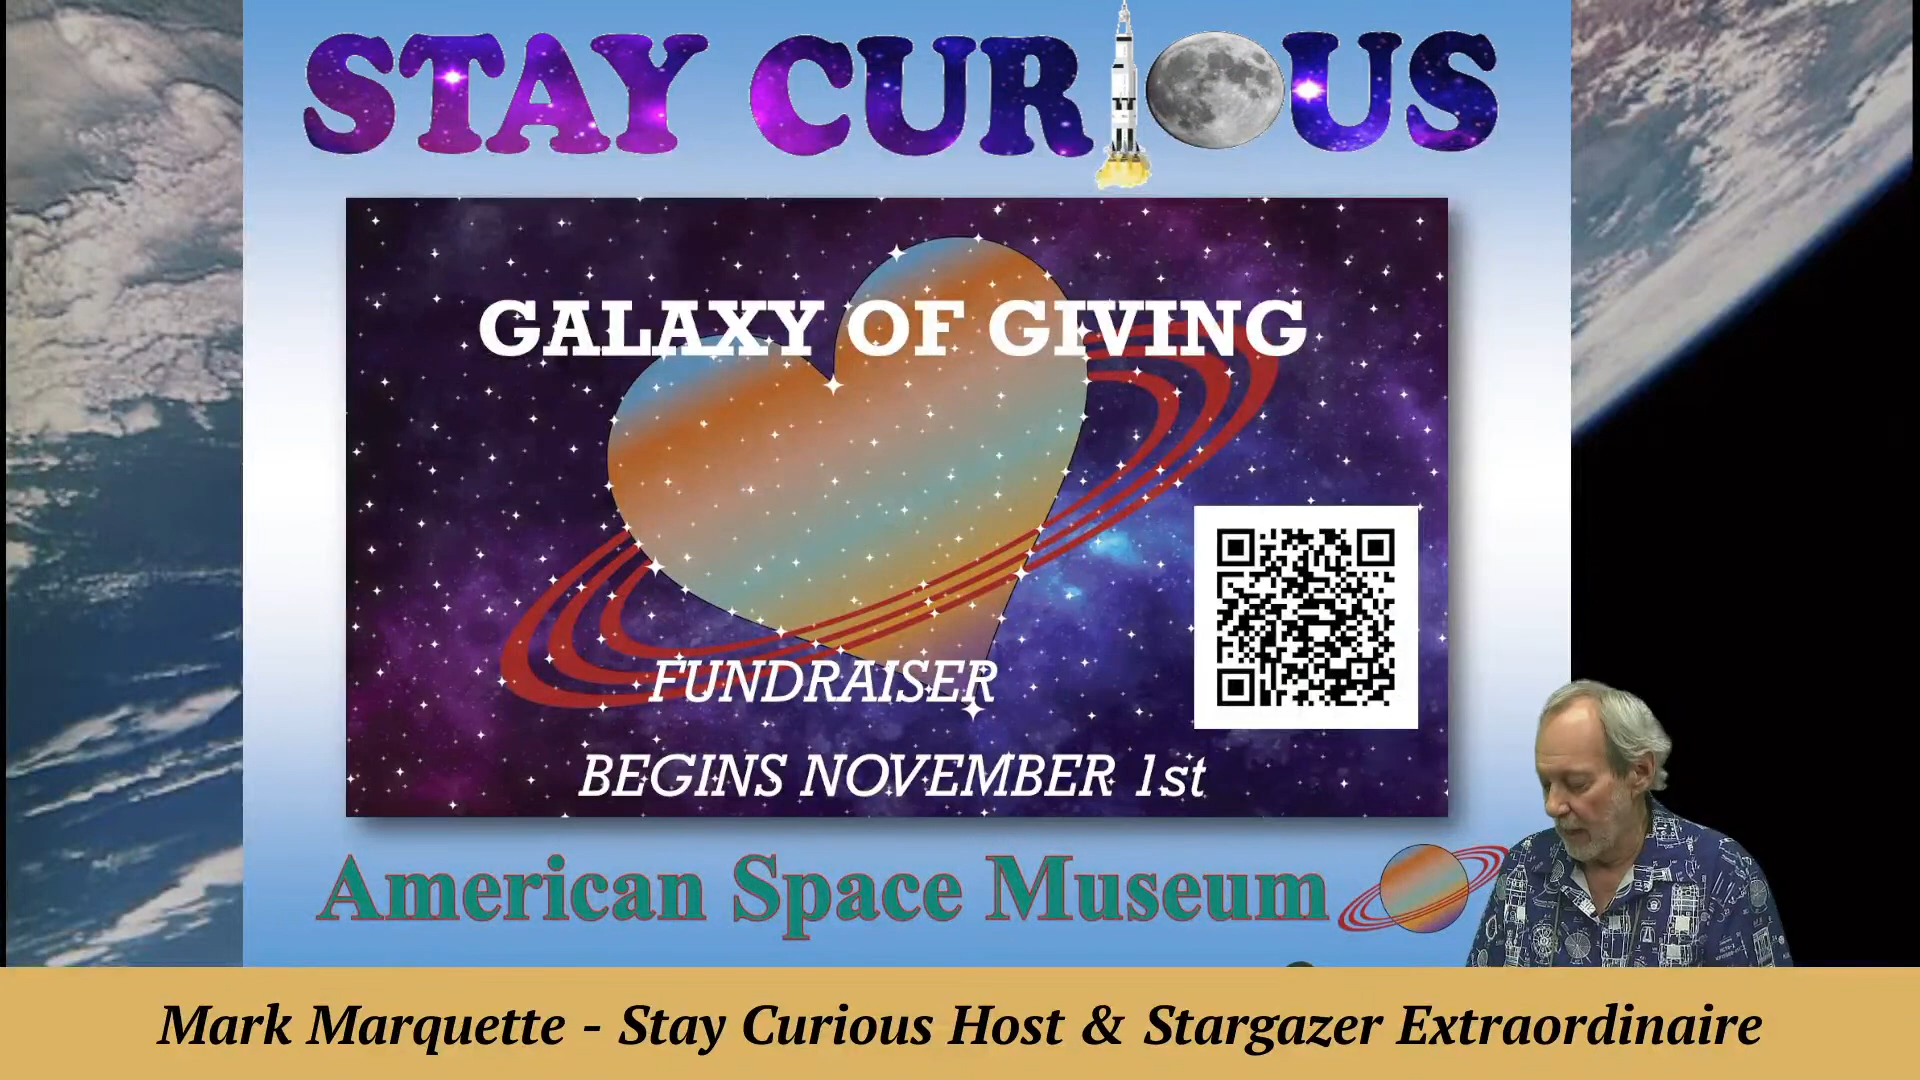 STAY CURIOUS
GALAXY OF GIVING
FUNDRAISER
BEGINS NOVEMBER 1st
American Space Museum
Mark Marquette - Stay Curious Host & Stargazer Extraordinaire